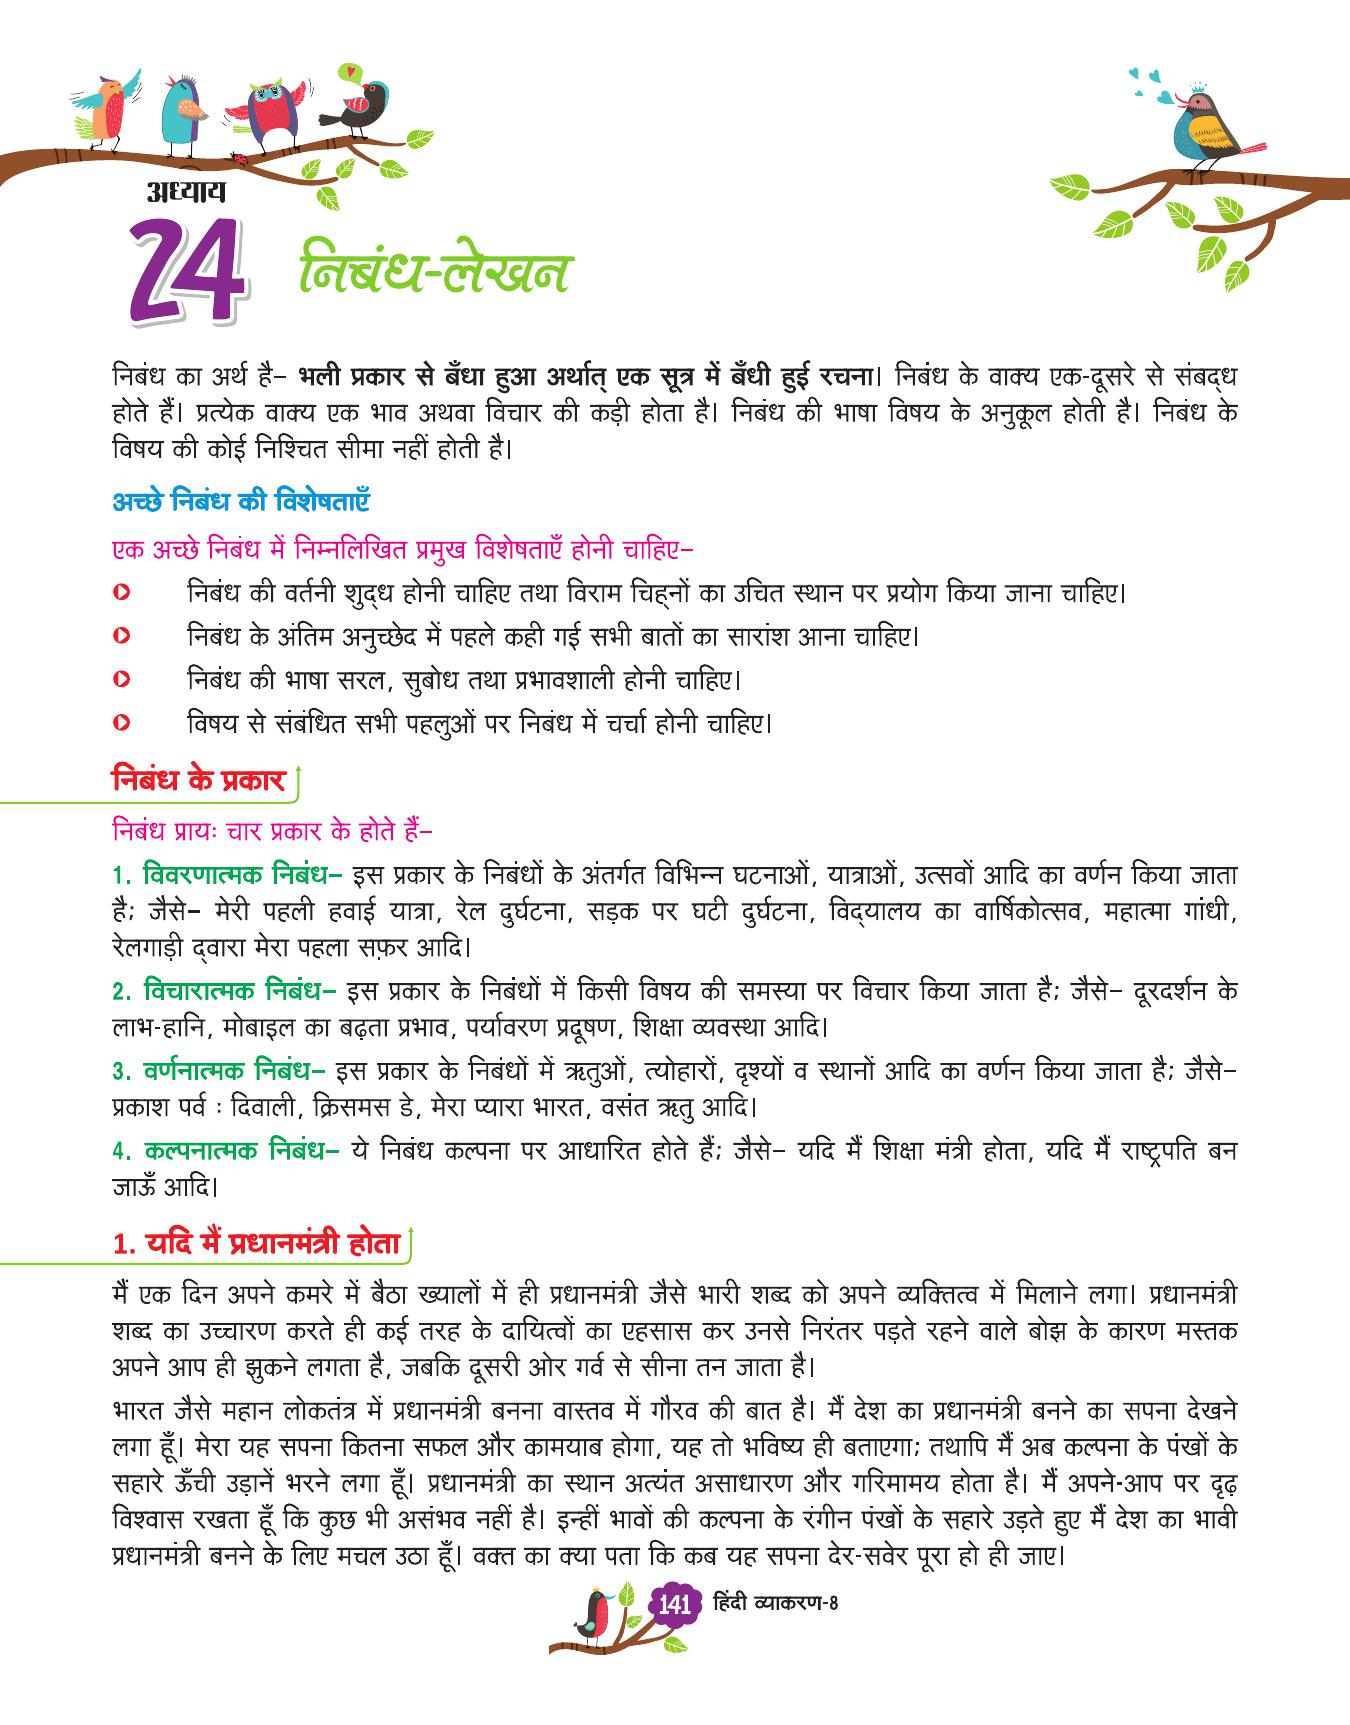 अध्याय
24
निबंध-लेखन
निबंध का अर्थ है– भली प्रकार से बँधा हुआ अर्थात् एक सूत्र में बँधी हुई रचना। निबंध के वाक्य एक-दूसरे से संबद्ध
होते हैं। प्रत्येक वाक्य एक भाव अथवा विचार की कड़ी होता है। निबंध की भाषा विषय के अनुकूल होती है। निबंध के
विषय की कोई निश्चित सीमा नहीं होती है।
अच्छे निबंध की विशेषताएँ
एक अच्छे निबंध में निम्नलिखित प्रमुख विशेषताएँ होनी चाहिए–
निबंध की वर्तनी शुद्ध होनी चाहिए तथा विराम चिह्नों का उचित स्थान पर प्रयोग किया जाना चाहिए।
निबंध के अंतिम अनुच्छेद में पहले कही गई सभी बातों का सारांश आना चाहिए।
निबंध की भाषा सरल, सुबोध तथा प्रभावशाली होनी चाहिए।
विषय से संबंधित सभी पहलुओं पर निबंध में चर्चा होनी चाहिए।
निबंध के प्रकार
निबंध प्रायः चार प्रकार के होते हैं–
1. विवरणात्मक निबंध– इस प्रकार के निबंधों के अंतर्गत विभिन्न घटनाओं, यात्राओं, उत्सवों आदि का वर्णन किया जाता
है; जैसे– मेरी पहली हवाई यात्रा, रेल दुर्घटना, सड़क पर घटी दुर्घटना, विद्यालय का वार्षिकोत्सव, महात्मा गांधी,
रेलगाड़ी द्वारा मेरा पहला सफ़र आदि।
2. विचारात्मक निबंध– इस प्रकार के निबंधों में किसी विषय की समस्या पर विचार किया जाता है; जैसे– दूरदर्शन के
लाभ-हानि, मोबाइल का बढ़ता प्रभाव, पर्यावरण प्रदूषण, शिक्षा व्यवस्था आदि।
3. वर्णनात्मक निबंध– इस प्रकार के निबंधों में ऋतुओं, त्योहारों, दृश्यों व स्थानों आदि का वर्णन किया जाता है; जैसे–
प्रकाश पर्व : दिवाली, क्रिसमस डे, मेरा प्यारा भारत, वसंत ऋतु आदि।
4. कल्पनात्मक निबंध– ये निबंध कल्पना पर आधारित होते हैं; जैसे– यदि मैं शिक्षा मंत्री होता, यदि मैं राष्ट्रपति बन
जाऊँ आदि।
1. यदि मैं प्रधानमंत्री होता
मैं एक दिन अपने कमरे में बैठा ख्यालों में ही प्रधानमंत्री जैसे भारी शब्द को अपने व्यक्तित्व में मिलाने लगा। प्रधानमंत्री
शब्द का उच्चारण करते ही कई तरह के दायित्वों का एहसास कर उनसे निरंतर पड़ते रहने वाले बोझ के कारण मस्तक
अपने आप ही झुकने लगता है, जबकि दूसरी ओर गर्व से सीना तन जाता है।
भारत जैसे महान लोकतंत्र में प्रधानमंत्री बनना वास्तव में गौरव की बात है। मैं देश का प्रधानमंत्री बनने का सपना देखने
लगा हूँ। मेरा यह सपना कितना सफल और कामयाब होगा, यह तो भविष्य ही बताएगा; तथापि मैं अब कल्पना के पंखों के
सहारे ऊँची उड़ानें भरने लगा हूँ। प्रधानमंत्री का स्थान अत्यंत असाधारण और गरिमामय होता है। मैं अपने-आप पर दृढ़
विश्वास रखता हूँ कि कुछ भी असंभव नहीं है। इन्हीं भावों की कल्पना के रंगीन पंखों के सहारे उड़ते हुए मैं देश का भावी
प्रधानमंत्री बनने के लिए मचल उठा हूँ। वक्त का क्या पता कि कब यह सपना देर-सवेर पूरा हो ही जाए।
141 हिंदी व्याकरण-8